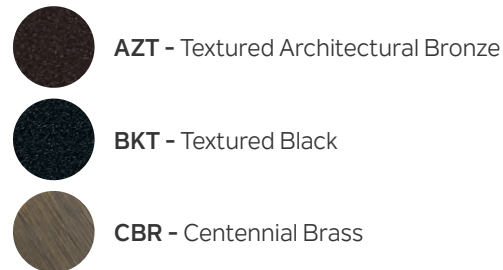 AZT - Textured Architectural Bronze
BKT - Textured Black
CBR - Centennial Brass